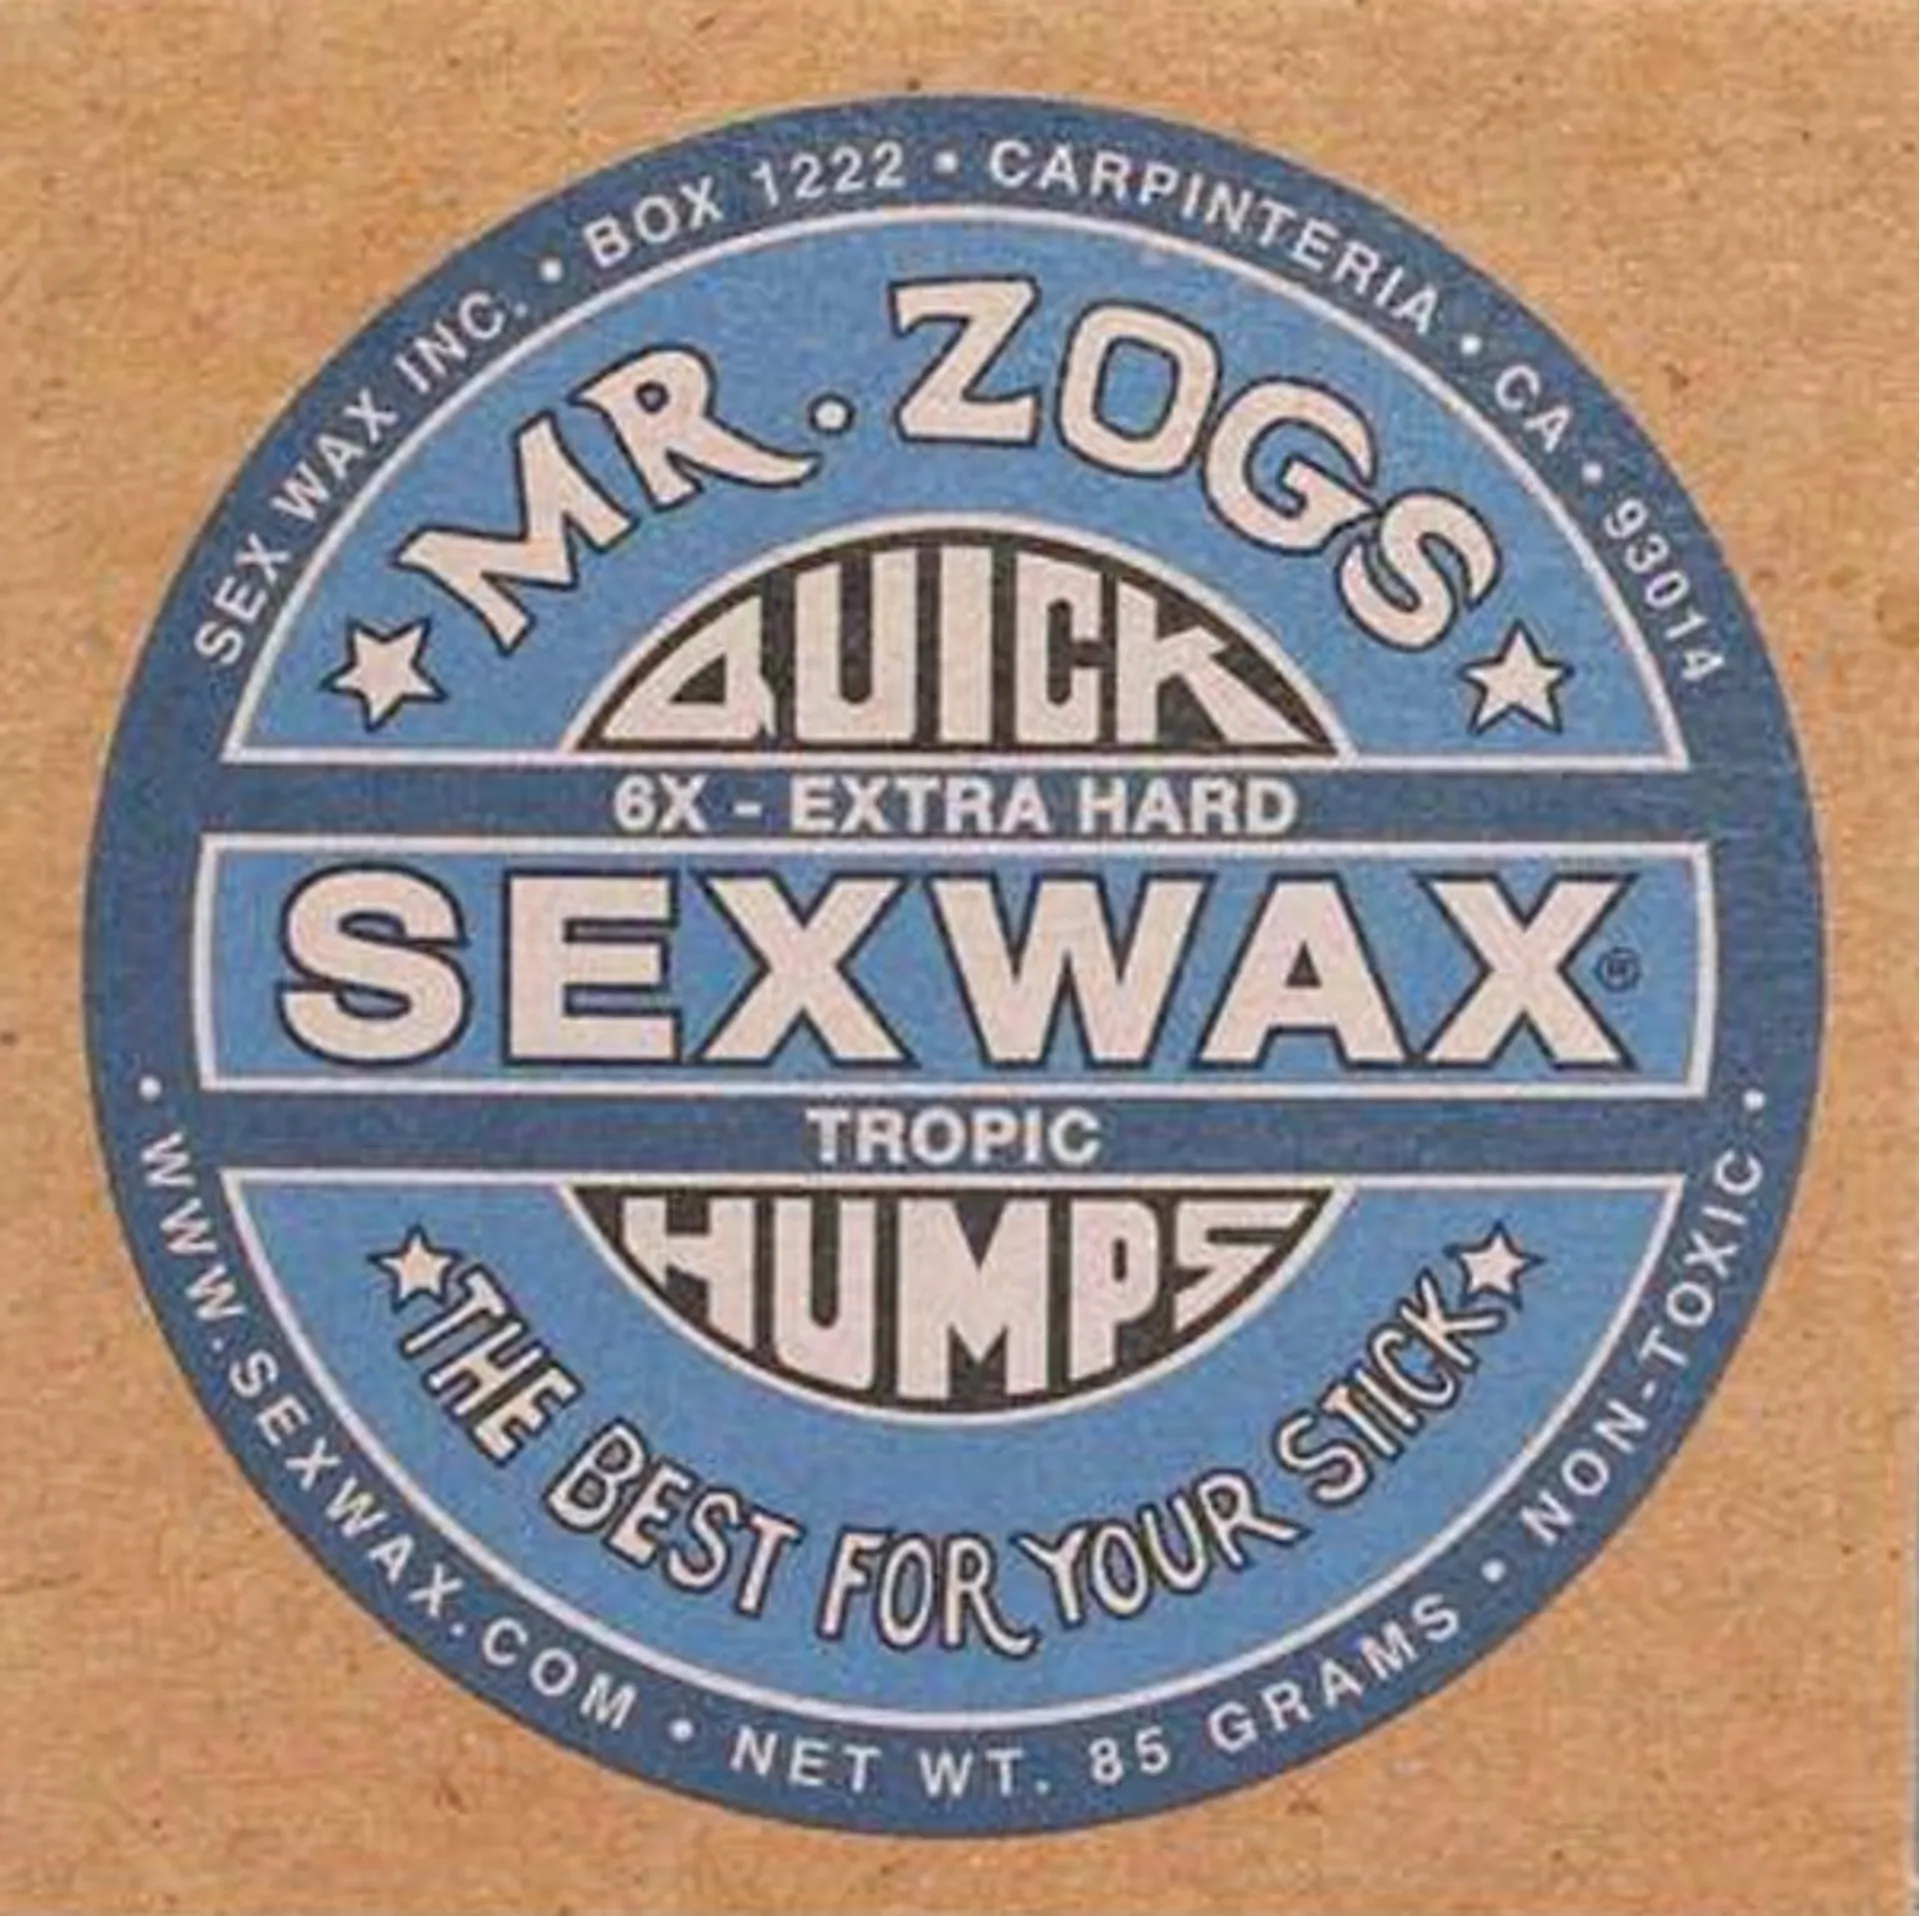 SEX WAX INC. • BOX 1222 • CARPINTERIA • CA • 93014
MR. ZOGS
QUICK
6X - EXTRA HARD
SEXWAX®
TROPIC
HUMPS
THE BEST FOR YOUR STICK
• WWW.SEXWAX.COM • NET WT. 85 GRAMS • NON-TOXIC •